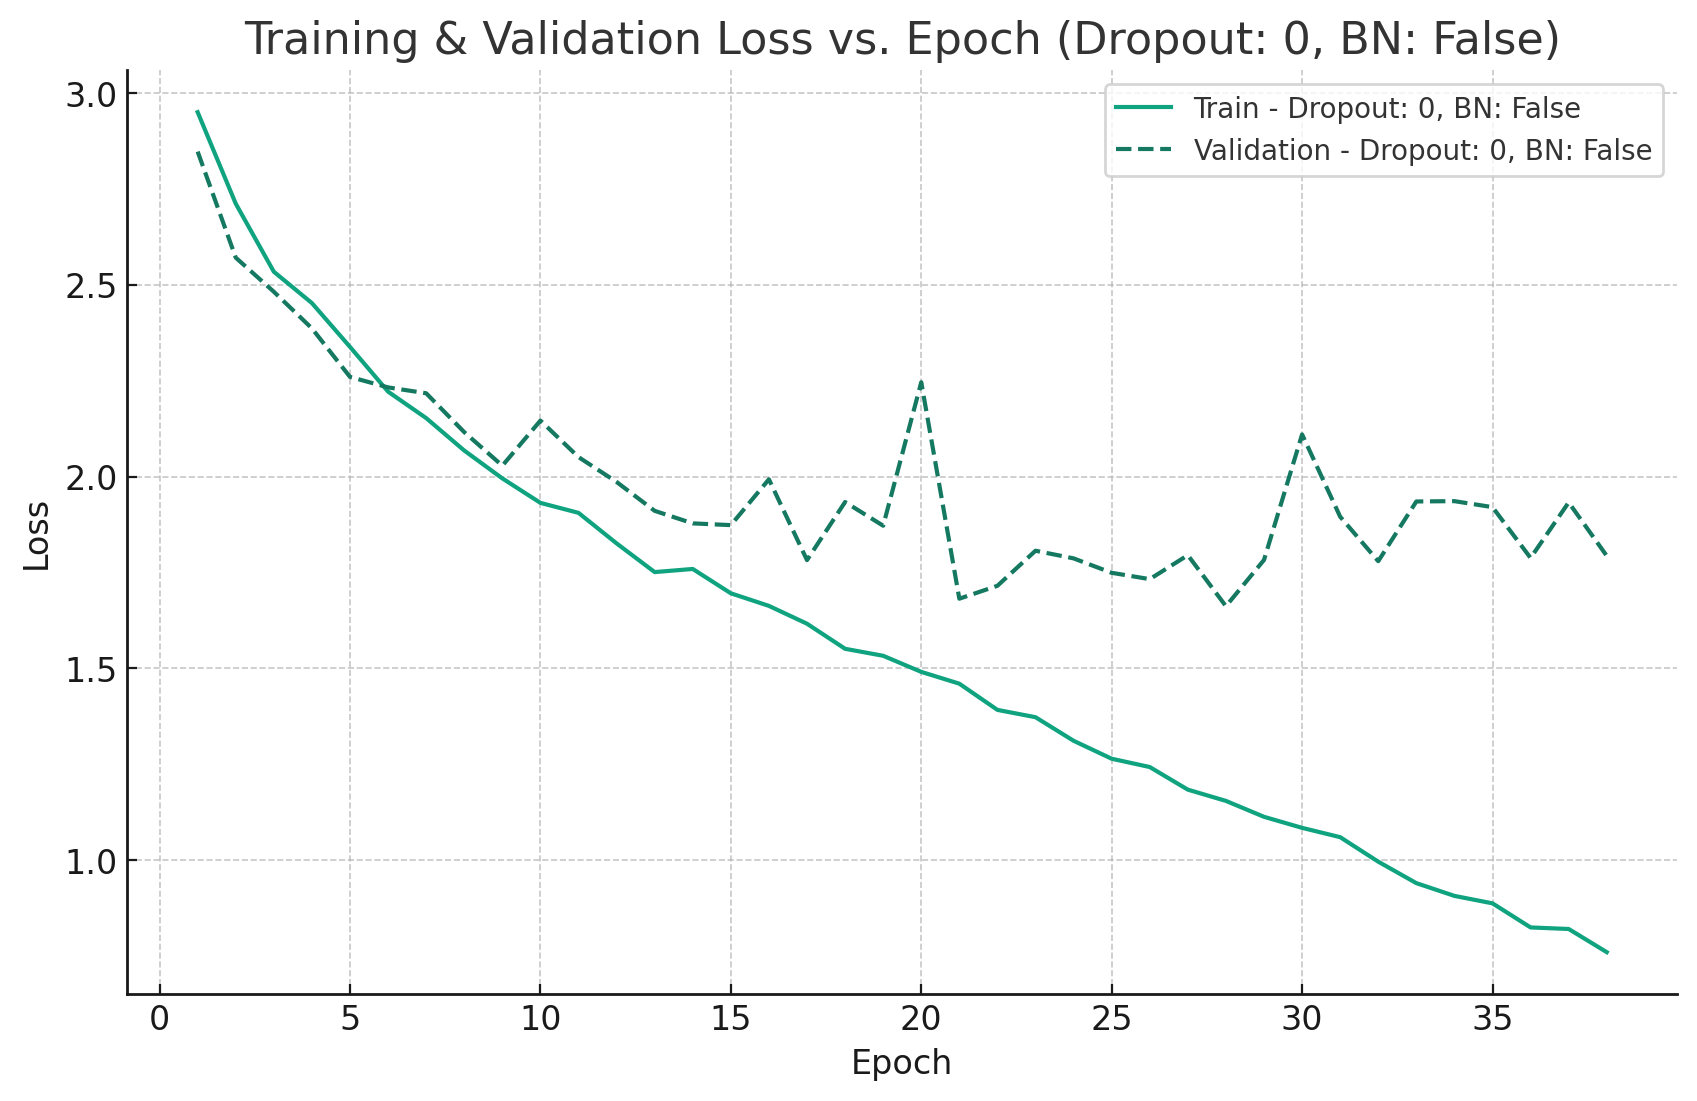 Training & Validation Loss vs. Epoch (Dropout: 0, BN: False)
Train - Dropout: 0, BN: False
Validation - Dropout: 0, BN: False
3.0
2.5
2.0
1.5
1.0
Loss
0 5 10 15 20 25 30 35
Epoch